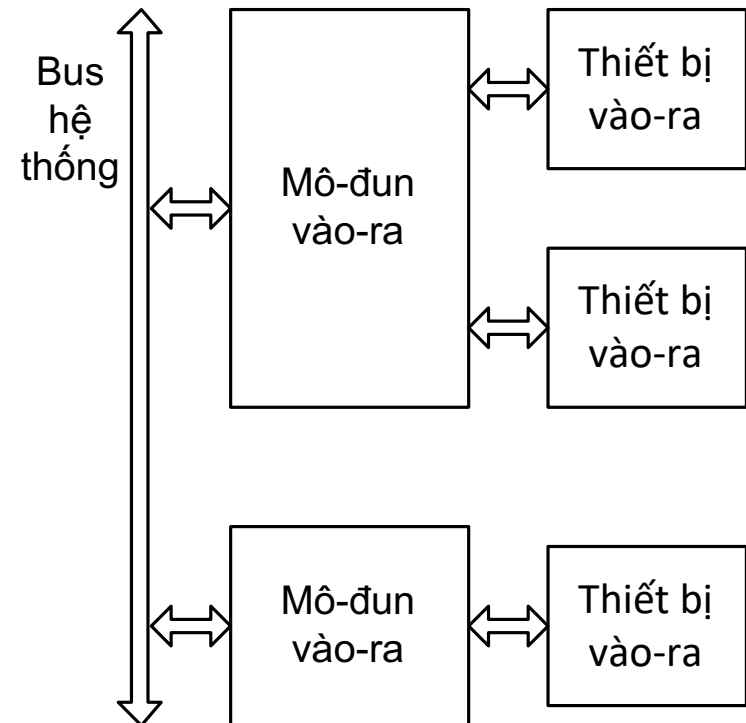 Bus
hệ
thống
Mô-đun
vào-ra
Thiết bị
vào-ra
Thiết bị
vào-ra
Mô-đun
vào-ra
Thiết bị
vào-ra